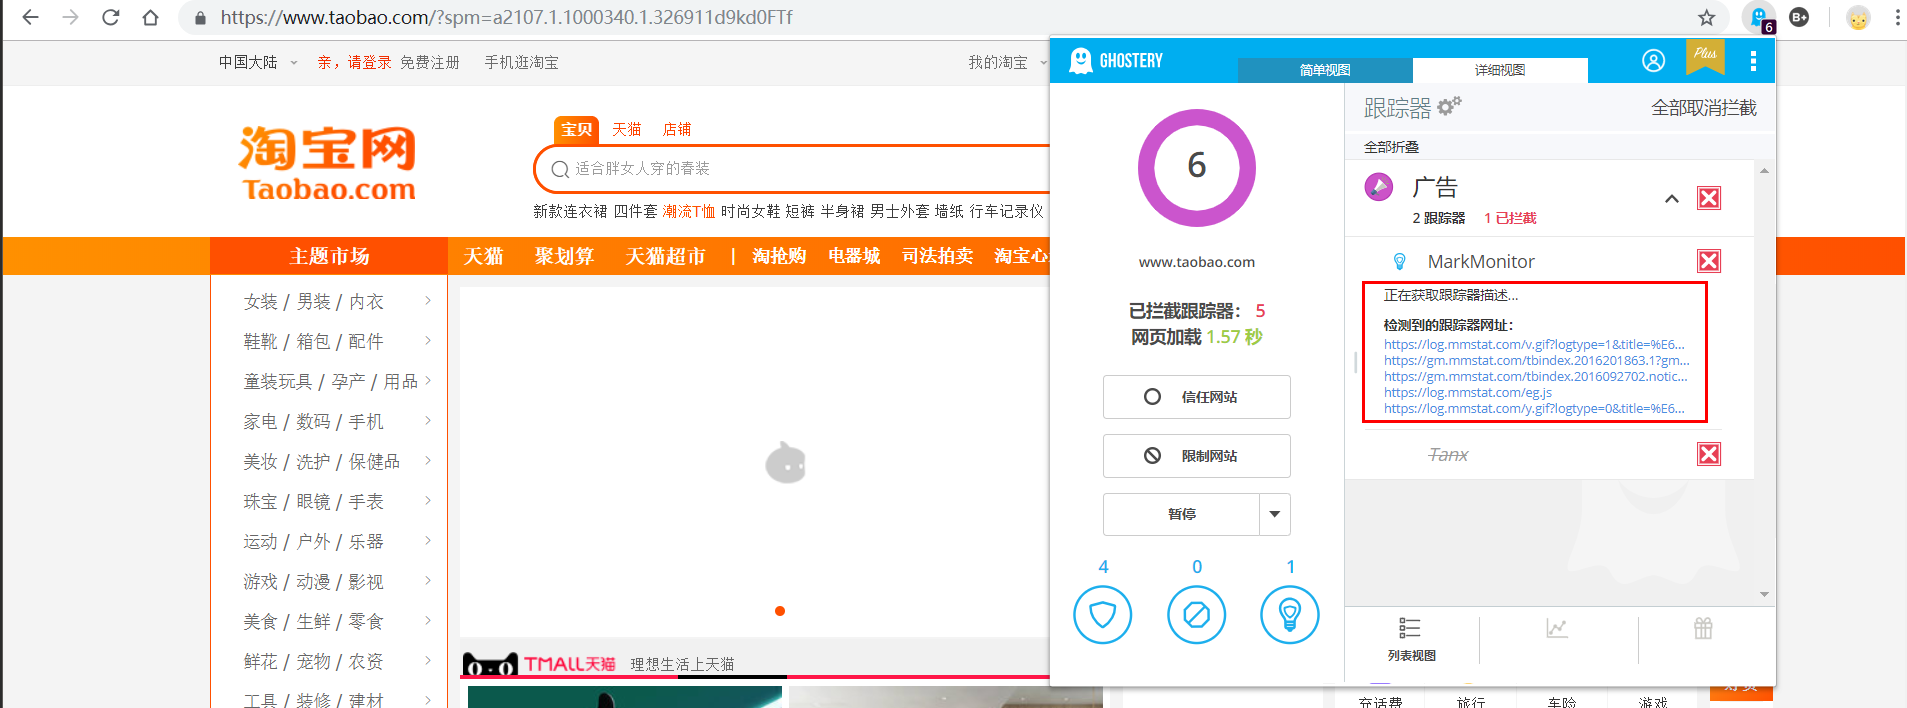 https://www.taobao.com/?spm=a2107.1.1000340.1.326911d9kd0FTf
6
B+
中国大陆 亲，请登录 免费注册 手机逛淘宝 我的淘宝
淘宝网
Taobao.com
宝贝 天猫 店铺
适合胖女人穿的春装
新款连衣裙 四件套 潮流T恤 时尚女鞋 短裤 半身裙 男士外套 墙纸 行车记录仪
主题市场 天猫 聚划算 天猫超市 | 淘抢购 电器城 司法拍卖 淘宝心
女装 / 男装 / 内衣
鞋靴 / 箱包 / 配件
童装玩具 / 孕产 / 用品
家电 / 数码 / 手机
美妆 / 洗护 / 保健品
珠宝 / 眼镜 / 手表
运动 / 户外 / 乐器
游戏 / 动漫 / 影视
美食 / 生鲜 / 零食
鲜花 / 宠物 / 农资
工具 / 装修 / 建材
TMALL天猫 理想生活上天猫
GHOSTERY
简单视图 详细视图
Plus
6
www.taobao.com
已拦截跟踪器： 5
网页加载 1.57 秒
信任网站
限制网站
暂停
4 0 1
跟踪器 全部取消拦截
全部折叠
广告
2 跟踪器 1 已拦截
MarkMonitor
正在获取跟踪器描述...
检测到的跟踪器网址：
https://log.mmstat.com/v.gif?logtype=1&title=%E6...
https://gm.mmstat.com/tbindex.2016201863.1?gm...
https://gm.mmstat.com/tbindex.2016092702.notic...
https://log.mmstat.com/eg.js
https://log.mmstat.com/y.gif?logtype=0&title=%E6...
Tanx
列表视图
充话费 旅行 车险 游戏